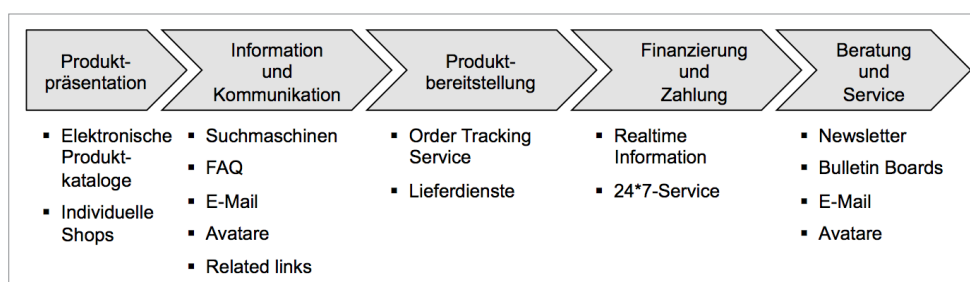 Produkt-
präsentation
Information
und
Kommunikation
Produkt-
bereitstellung
Finanzierung
und
Zahlung
Beratung
und
Service
▪ Elektronische
Produkt-
kataloge
▪ Individuelle
Shops
▪ Suchmaschinen
▪ FAQ
▪ E-Mail
▪ Avatare
▪ Related links
▪ Order Tracking
Service
▪ Lieferdienste
▪ Realtime
Information
▪ 24*7-Service
▪ Newsletter
▪ Bulletin Boards
▪ E-Mail
▪ Avatare